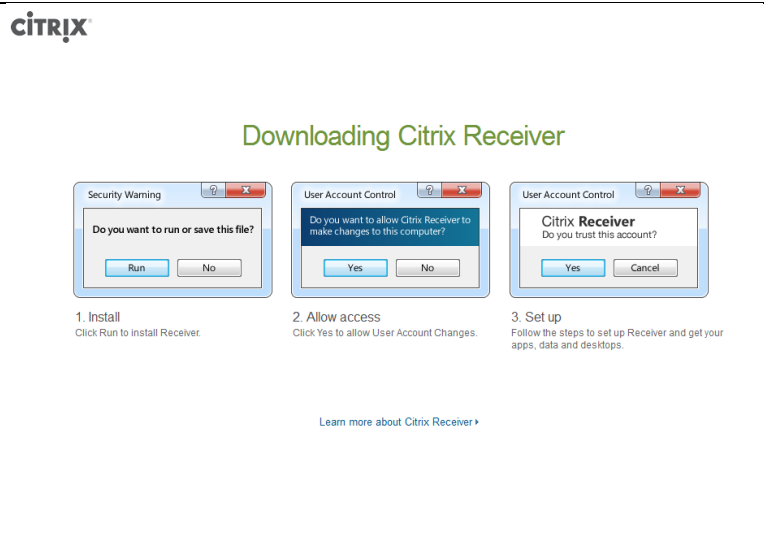 CİTRIX
Downloading Citrix Receiver
Security Warning
Do you want to run or save this file?
Run No
1. Install
Click Run to install Receiver.
User Account Control
Do you want to allow Citrix Receiver to
make changes to this computer?
Yes No
2. Allow access
Click Yes to allow User Account Changes.
User Account Control
Citrix Receiver
Do you trust this account?
Yes Cancel
3. Set up
Follow the steps to set up Receiver and get your
apps, data and desktops.
Learn more about Citrix Receiver